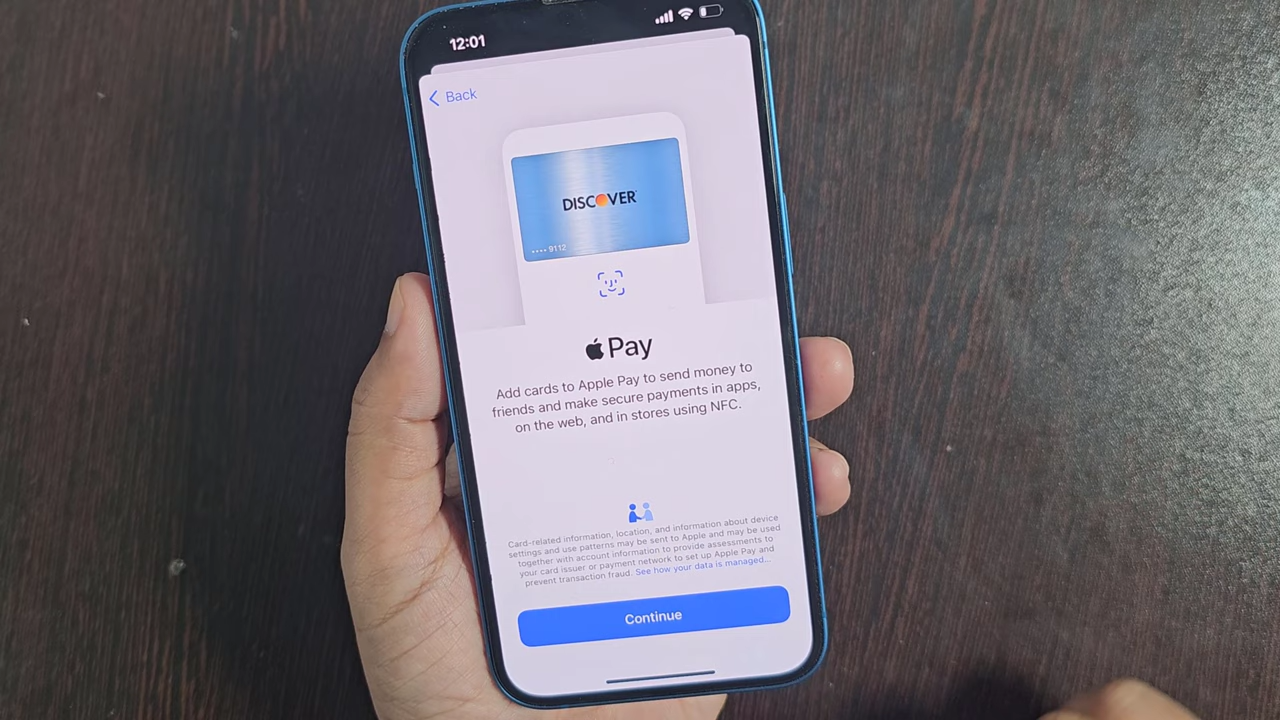 12:01
Back
DISCOVER
•••• 9112
Pay
Add cards to Apple Pay to send money to
friends and make secure payments in apps,
on the web, and in stores using NFC.
Card-related information, location, and information about device
settings and use patterns may be sent to Apple and may be used
together with account information to provide assessments to
your card issuer or payment network to set up Apple Pay and
prevent transaction fraud. See how your data is managed...
Continue